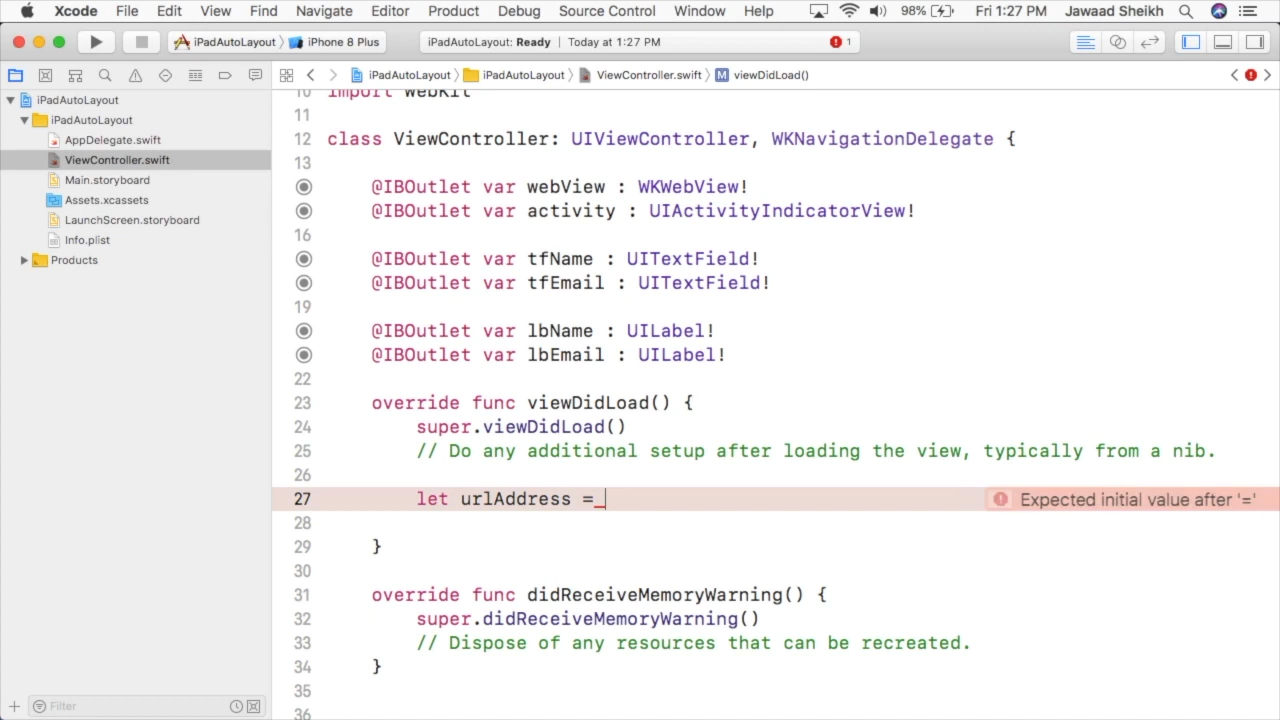 Xcode File Edit View Find Navigate Editor Product Debug Source Control Window Help 98% Fri 1:27 PM Jawaad Sheikh
iPadAutoLayout iPhone 8 Plus iPadAutoLayout: Ready | Today at 1:27 PM 1
iPadAutoLayout iPadAutoLayout ViewController.swift M viewDidLoad()
iPadAutoLayout
iPadAutoLayout
AppDelegate.swift
ViewController.swift
Main.storyboard
Assets.xcassets
LaunchScreen.storyboard
Info.plist
Products
Filter
10 import WebKit
11
12 class ViewController: UIViewController, WKNavigationDelegate {
13
@IBOutlet var webView : WKWebView!
@IBOutlet var activity : UIActivityIndicatorView!
16
@IBOutlet var tfName : UITextField!
@IBOutlet var tfEmail : UITextField!
19
@IBOutlet var lbName : UILabel!
@IBOutlet var lbEmail : UILabel!
22
23 override func viewDidLoad() {
24 super.viewDidLoad()
25 // Do any additional setup after loading the view, typically from a nib.
26
27 let urlAddress = Expected initial value after '='
28
29 }
30
31 override func didReceiveMemoryWarning() {
32 super.didReceiveMemoryWarning()
33 // Dispose of any resources that can be recreated.
34 }
35
36